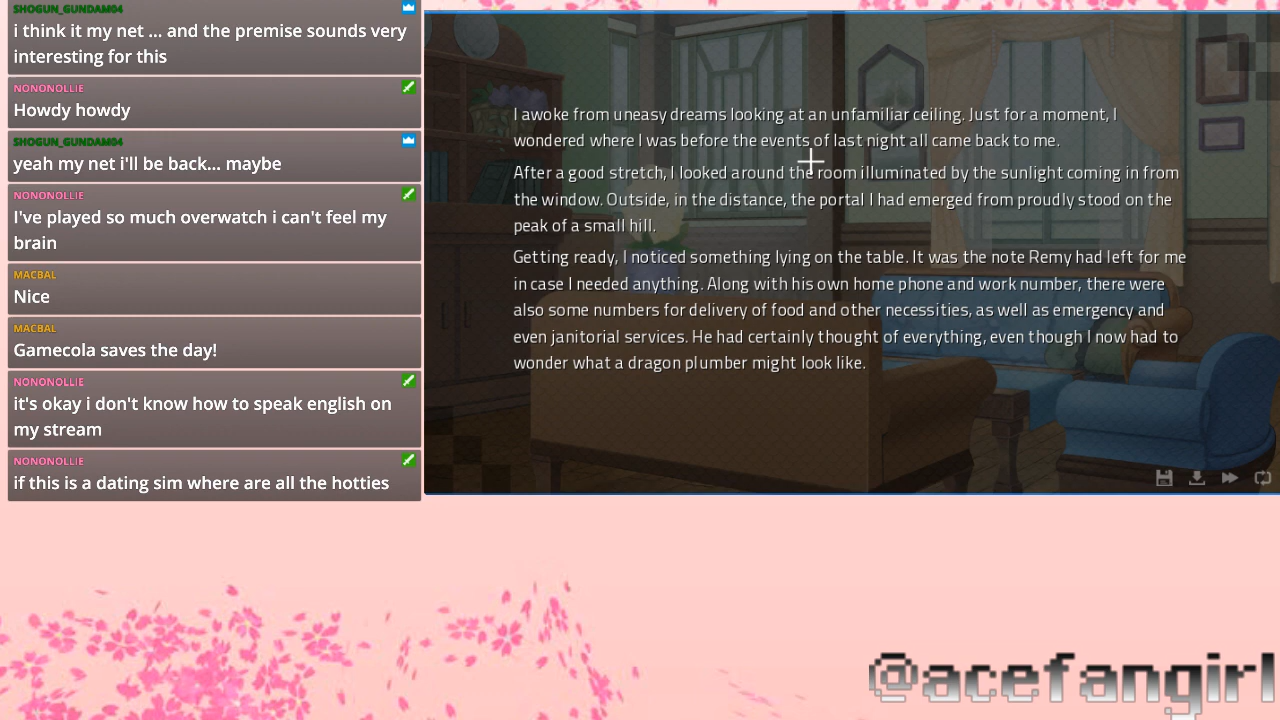 SHOGUN_GUNDAM04
i think it my net ... and the premise sounds very
interesting for this
NONONOLLIE
Howdy howdy
SHOGUN_GUNDAM04
yeah my net i'll be back... maybe
NONONOLLIE
I've played so much overwatch i can't feel my
brain
MACBAL
Nice
MACBAL
Gamecola saves the day!
NONONOLLIE
it's okay i don't know how to speak english on
my stream
NONONOLLIE
if this is a dating sim where are all the hotties
I awoke from uneasy dreams looking at an unfamiliar ceiling. Just for a moment, I
wondered where I was before the events of last night all came back to me.
After a good stretch, I looked around the room illuminated by the sunlight coming in from
the window. Outside, in the distance, the portal I had emerged from proudly stood on the
peak of a small hill.
Getting ready, I noticed something lying on the table. It was the note Remy had left for me
in case I needed anything. Along with his own home phone and work number, there were
also some numbers for delivery of food and other necessities, as well as emergency and
even janitorial services. He had certainly thought of everything, even though I now had to
wonder what a dragon plumber might look like.
@acefangirl